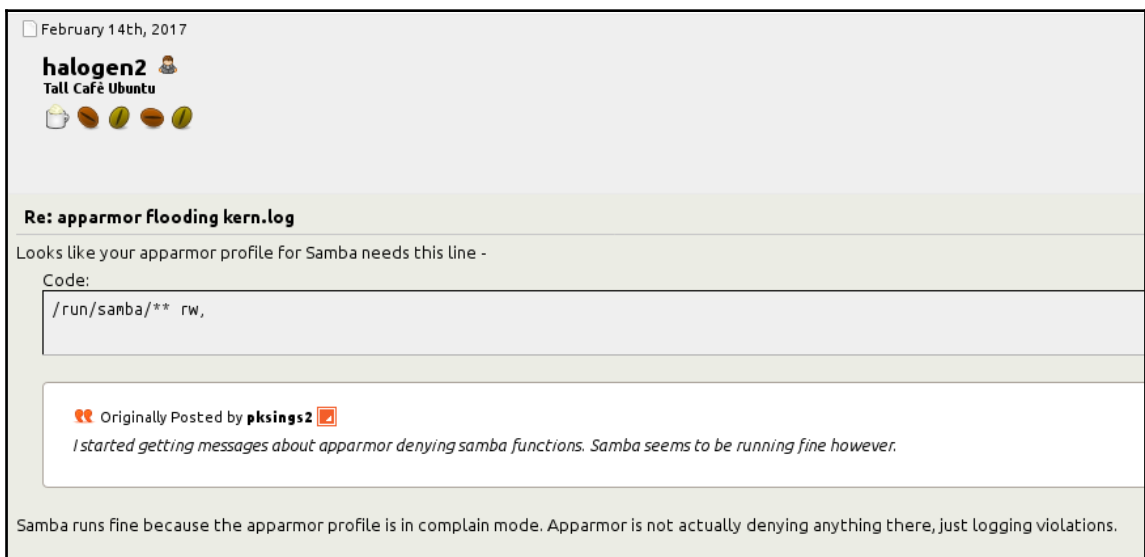 February 14th, 2017
halogen2
Tall Cafè Ubuntu
Re: apparmor flooding kern.log
Looks like your apparmor profile for Samba needs this line -
Code:
/run/samba/** rw,
Originally Posted by pksings2
I started getting messages about apparmor denying samba functions. Samba seems to be running fine however.
Samba runs fine because the apparmor profile is in complain mode. Apparmor is not actually denying anything there, just logging violations.